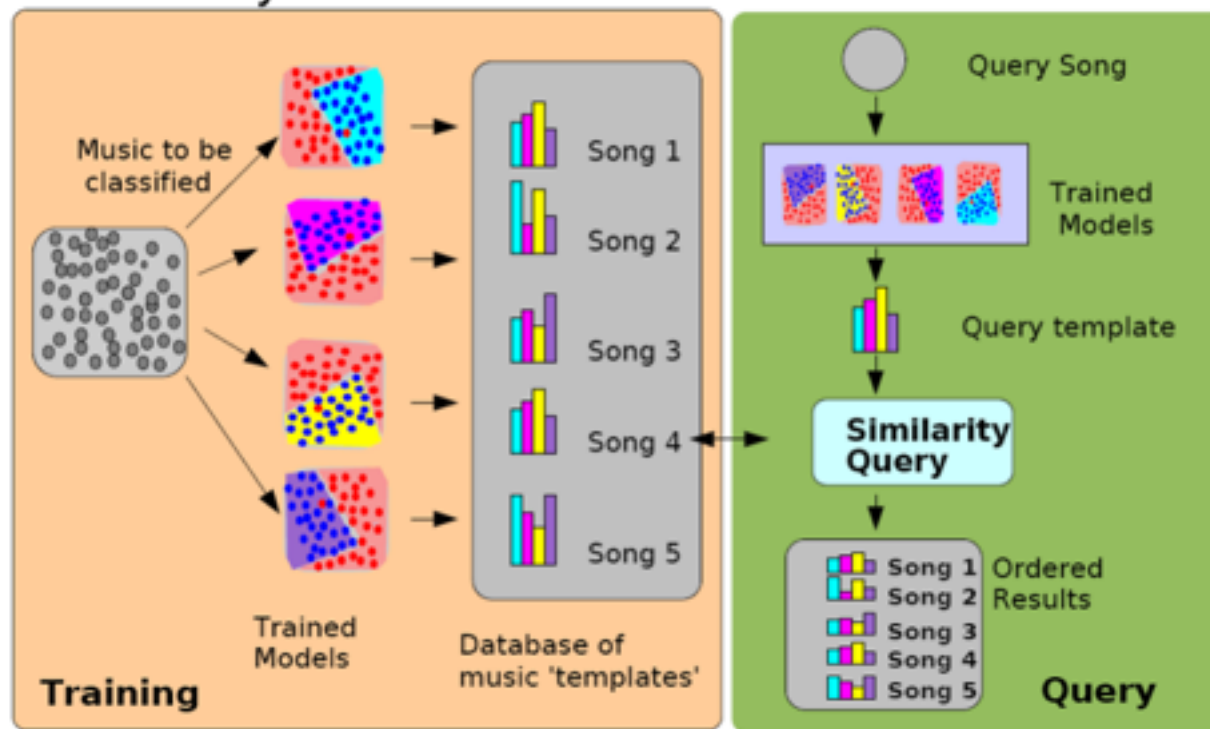 Music to be
classified
Song 1
Song 2
Song 3
Song 4
Song 5
Trained
Models
Database of
music 'templates'
Training
Query Song
Trained
Models
Query template
Similarity
Query
Song 1
Song 2
Song 3
Song 4
Song 5
Ordered
Results
Query